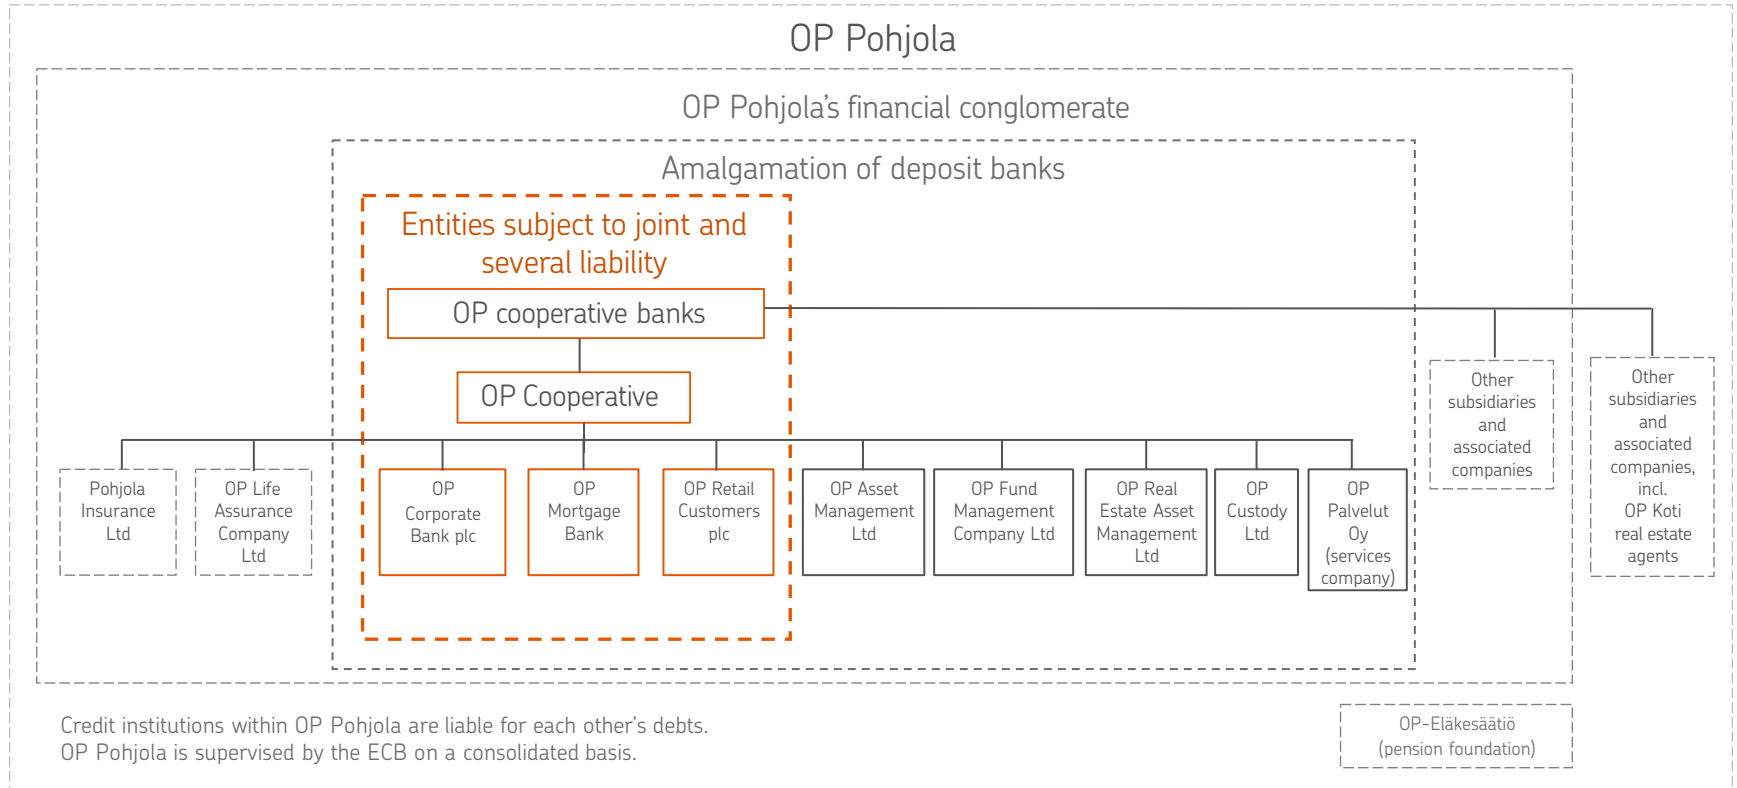 OP Pohjola
OP Pohjola's financial conglomerate
Amalgamation of deposit banks
Entities subject to joint and
several liability
OP cooperative banks
OP Cooperative
Pohjola
Insurance
Ltd
OP Life
Assurance
Company
Ltd
OP
Corporate
Bank plc
OP
Mortgage
Bank
OP Retail
Customers
plc
OP Asset
Management
Ltd
OP Fund
Management
Company Ltd
OP Real
Estate Asset
Management
Ltd
OP
Custody
Ltd
OP
Palvelut
Oy
(services
company)
Other
subsidiaries
and
associated
companies
Other
subsidiaries
and
associated
companies,
incl.
OP Koti
real estate
agents
Credit institutions within OP Pohjola are liable for each other's debts.
OP Pohjola is supervised by the ECB on a consolidated basis.
OP-Eläkesäätiö
(pension foundation)